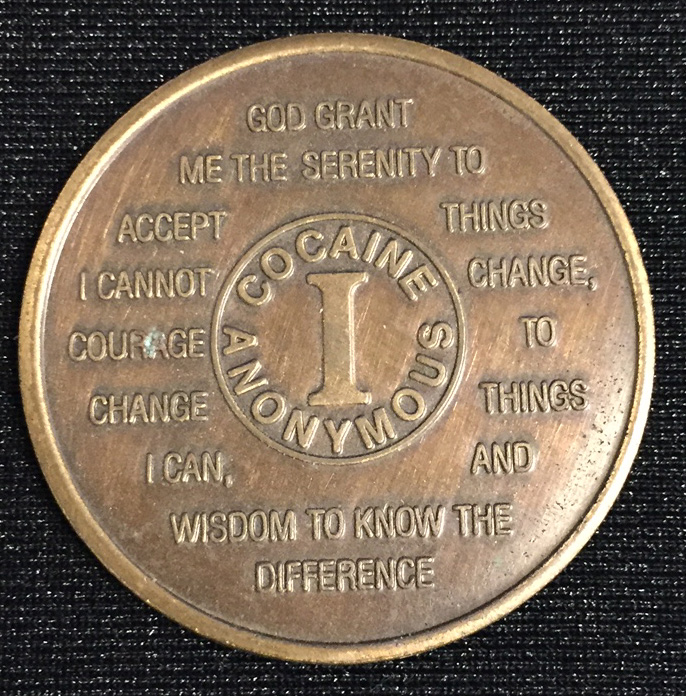 GOD GRANT
ME THE SERENITY TO
ACCEPT THINGS
I CANNOT CHANGE,
COURAGE TO
CHANGE THINGS
I CAN, AND
WISDOM TO KNOW THE
DIFFERENCE
COCAINE
I
ANONYMOUS